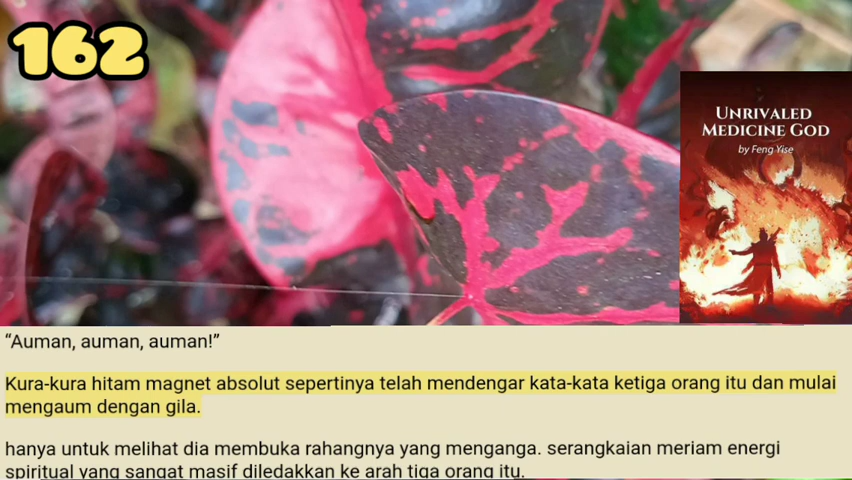 162
UNRIVALED
MEDICINE GOD
by Feng Yise
“Auman, auman, auman!”
Kura-kura hitam magnet absolut sepertinya telah mendengar kata-kata ketiga orang itu dan mulai
mengaum dengan gila.
hanya untuk melihat dia membuka rahangnya yang menganga. serangkaian meriam energi
spiritual yang sangat masif diledakkan ke arah tiga orang itu.